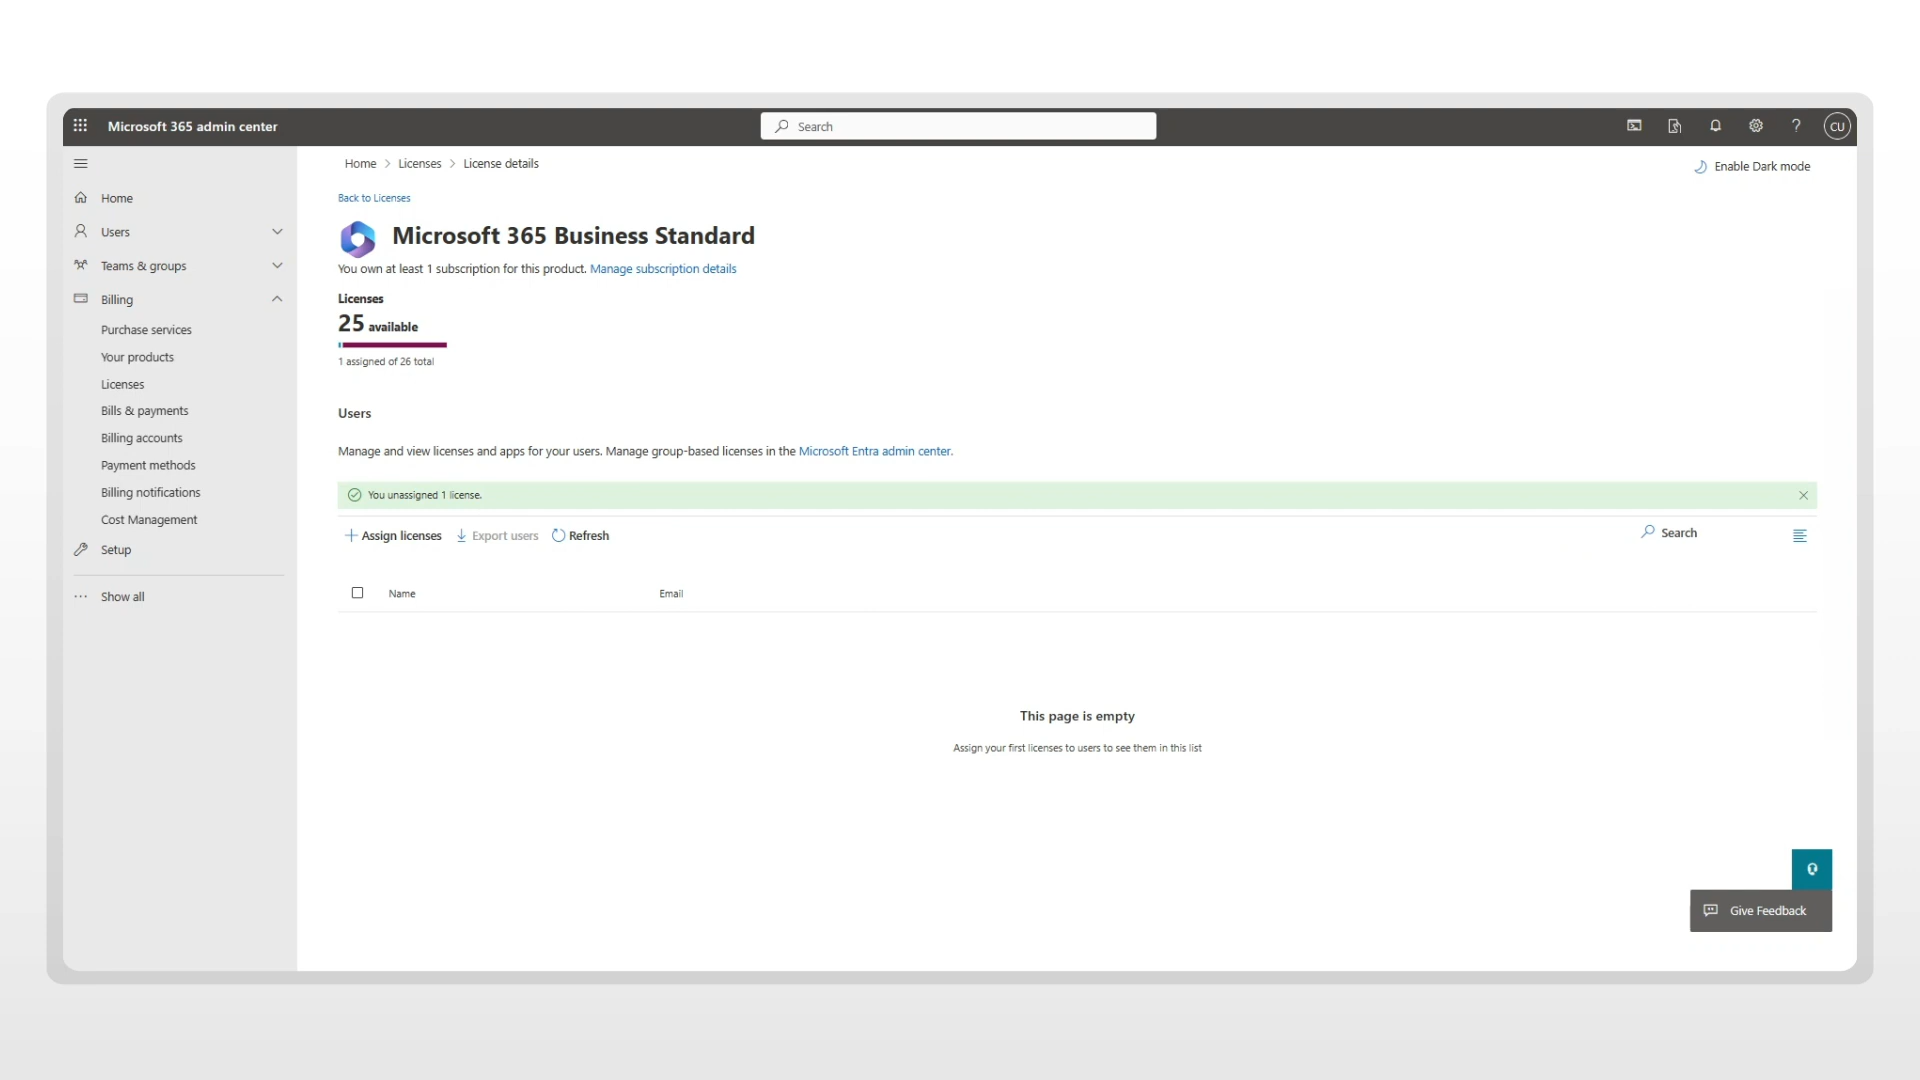 Microsoft 365 admin center
Search
CU
Home
Users
Teams & groups
Billing
Purchase services
Your products
Licenses
Bills & payments
Billing accounts
Payment methods
Billing notifications
Cost Management
Setup
Show all
Home > Licenses > License details
Enable Dark mode
Back to Licenses
Microsoft 365 Business Standard
You own at least 1 subscription for this product. Manage subscription details
Licenses
25 available
1 assigned of 26 total
Users
Manage and view licenses and apps for your users. Manage group-based licenses in the Microsoft Entra admin center.
You unassigned 1 license.
Assign licenses Export users Refresh
Search
Name Email
This page is empty
Assign your first licenses to users to see them in this list
Give Feedback